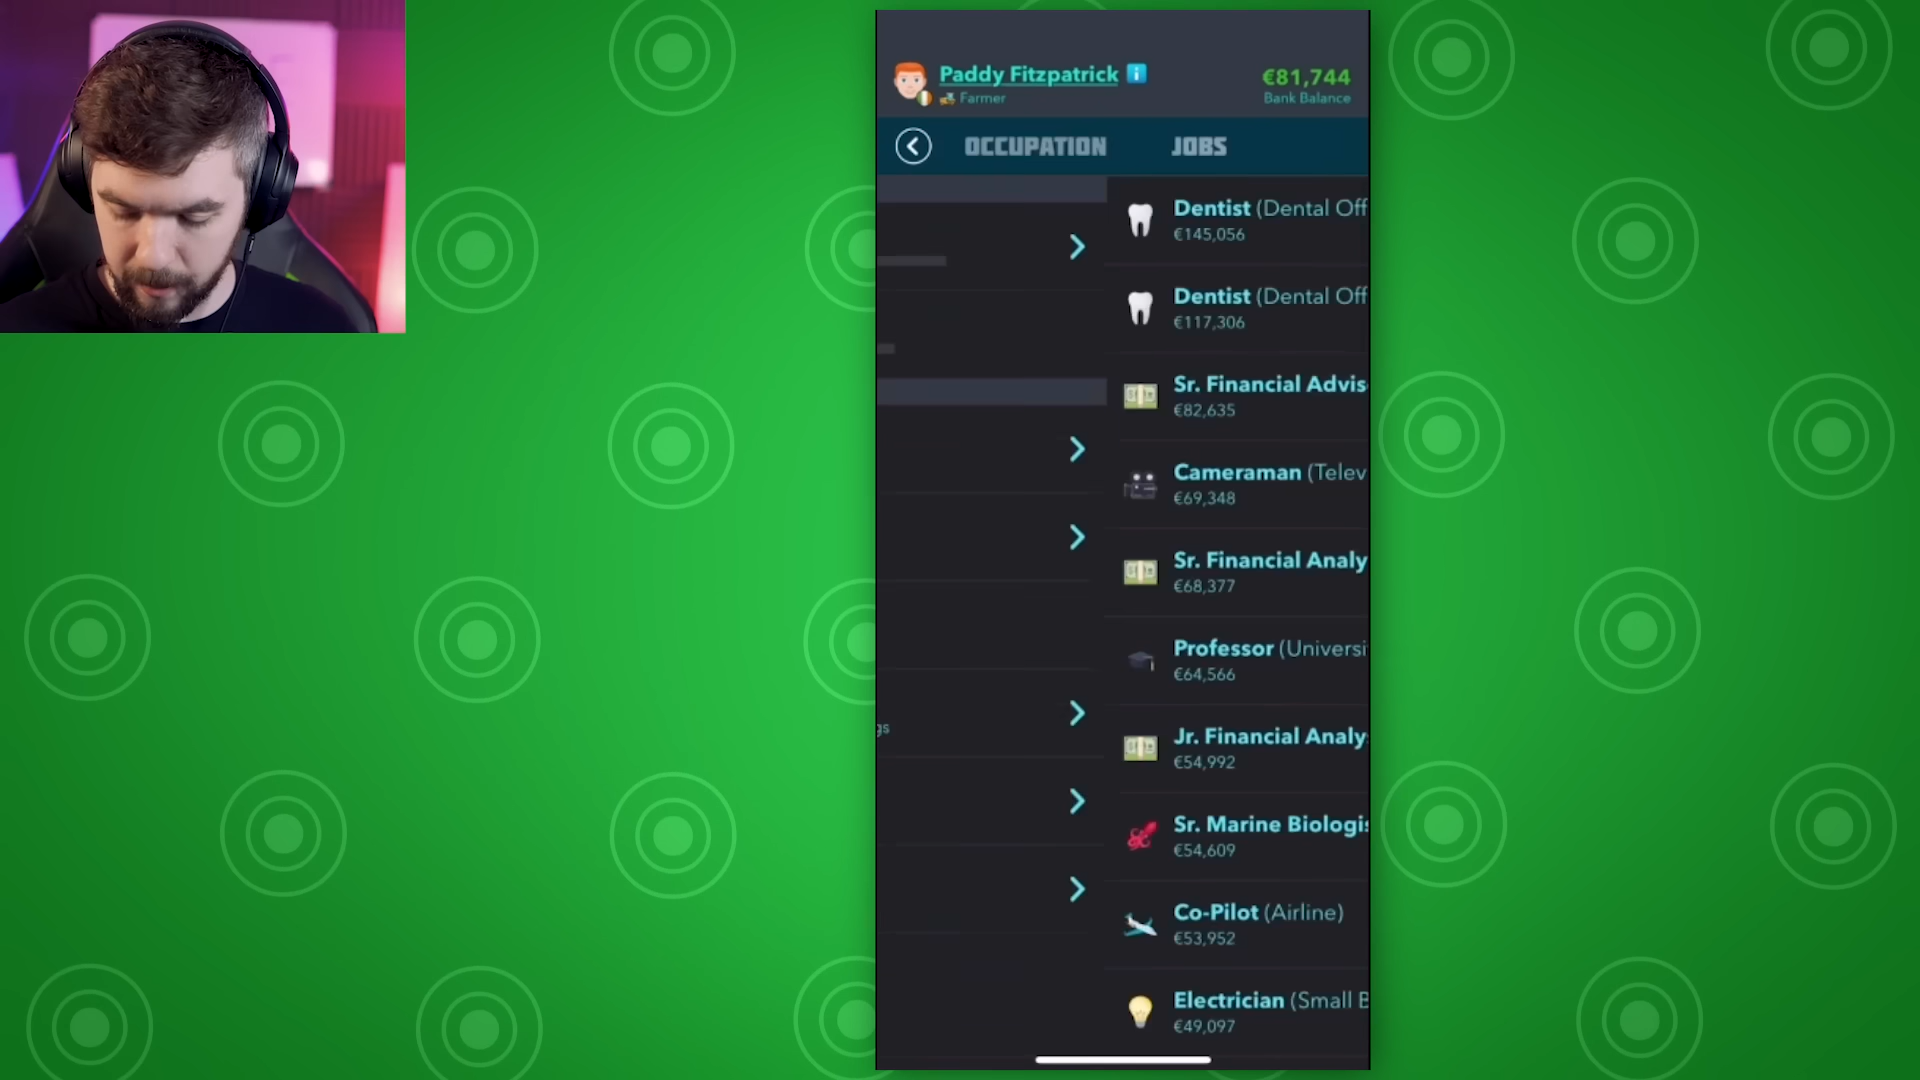 Paddy Fitzpatrick
€81,744
Farmer
Bank Balance
OCCUPATION
JOBS
Dentist (Dental Off
€145,056
Dentist (Dental Off
€117,306
Sr. Financial Advis
€82,635
Cameraman (Telev
€69,348
Sr. Financial Analy
€68,377
Professor (Universi
€64,566
gs
Jr. Financial Analy
€54,992
Sr. Marine Biologis
€54,609
Co-Pilot (Airline)
€53,952
Electrician (Small B
€49,097